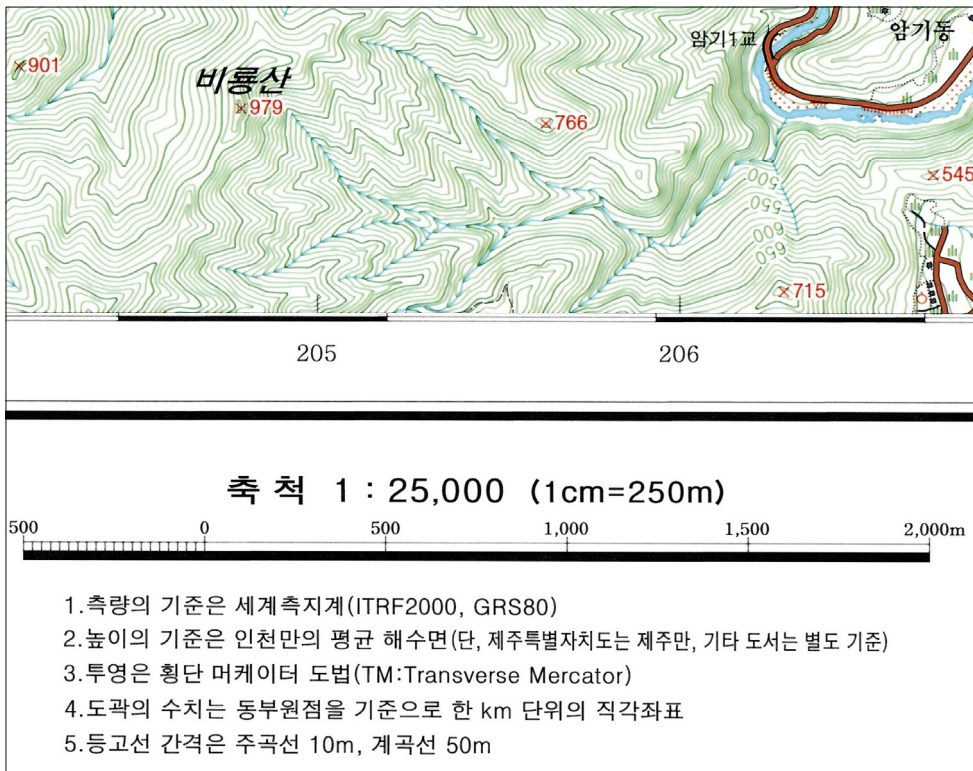 암기1교
암기동
×901
비룡산
×979
×766
×545
500
550
600
650
×715
205 206
축척 1 : 25,000 (1cm=250m)
500 0 500 1,000 1,500 2,000m
1.측량의 기준은 세계측지계(ITRF2000, GRS80)
2.높이의 기준은 인천만의 평균 해수면(단, 제주특별자치도는 제주만, 기타 도서는 별도 기준)
3.투영은 횡단 머케이터 도법(TM:Transverse Mercator)
4.도곽의 수치는 동부원점을 기준으로 한 km 단위의 직각좌표
5.등고선 간격은 주곡선 10m, 계곡선 50m